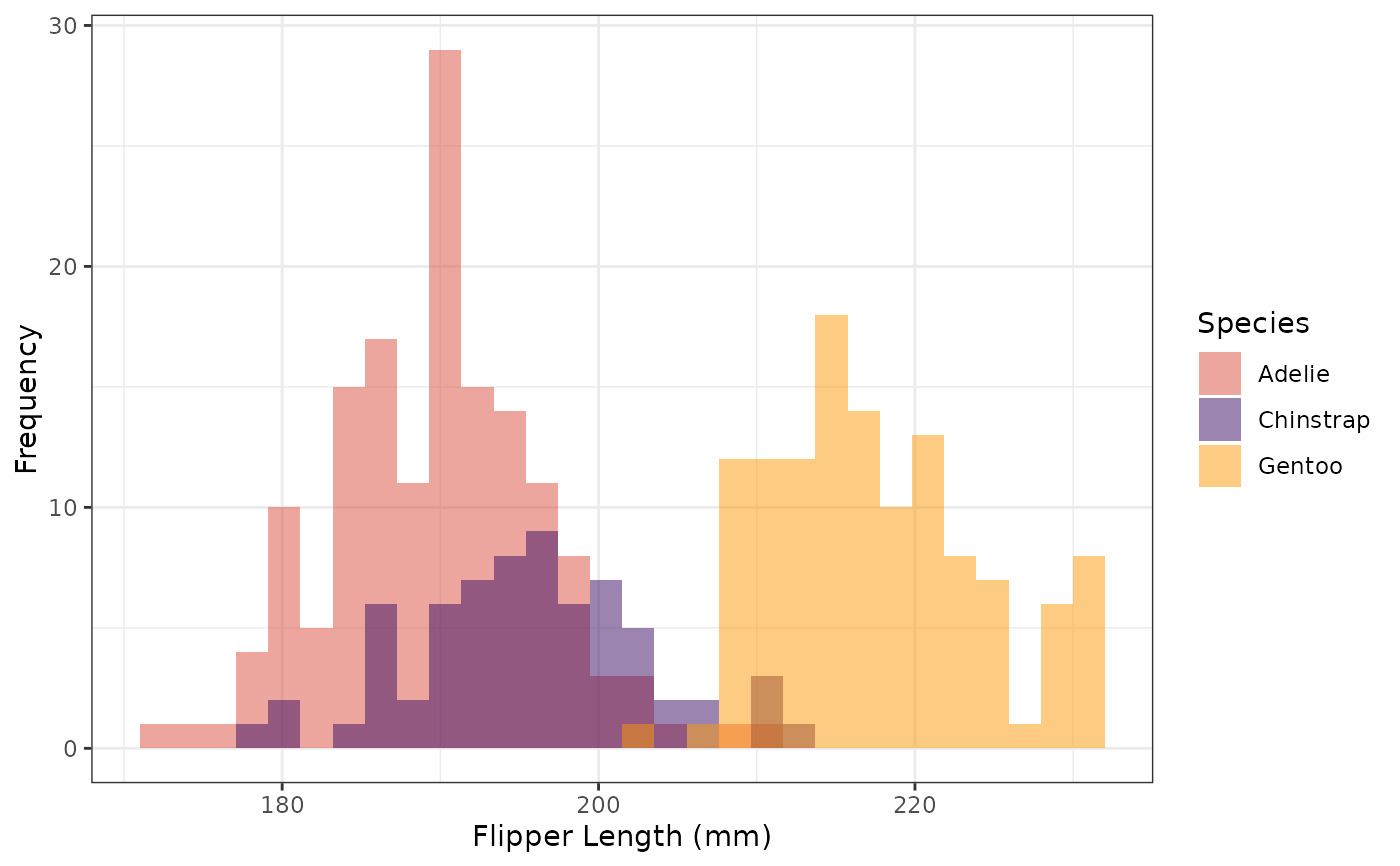 30
20
10
0
Frequency
180
200
220
Flipper Length (mm)
Species
Adelie
Chinstrap
Gentoo